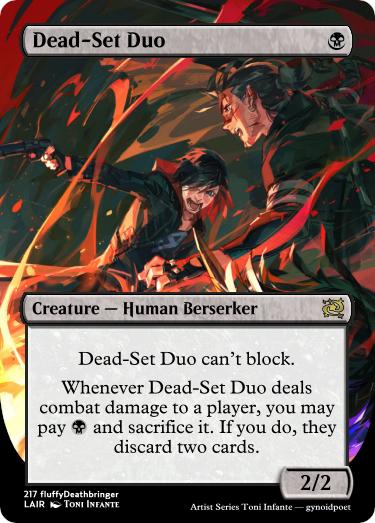 Dead-Set Duo
Creature — Human Berserker
Dead-Set Duo can't block.
Whenever Dead-Set Duo deals
combat damage to a player, you may
pay and sacrifice it. If you do, they
discard two cards.
2/2
217 fluffyDeathbringer
LAIR Toni Infante
Artist Series Toni Infante — gynoidpoet